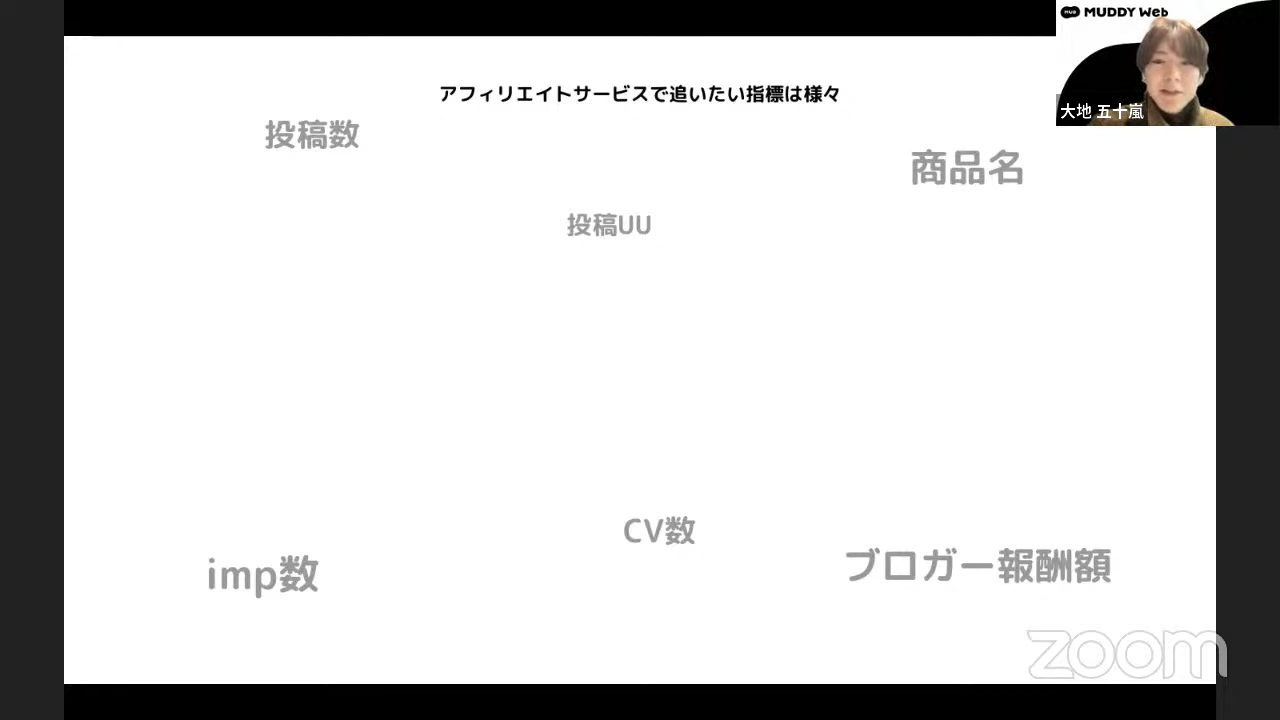 MUDDY Web
大地 五十嵐
アフィリエイトサービスで追いたい指標は様々
投稿数
商品名
投稿UU
CV数
imp数
ブロガー報酬額
zoom